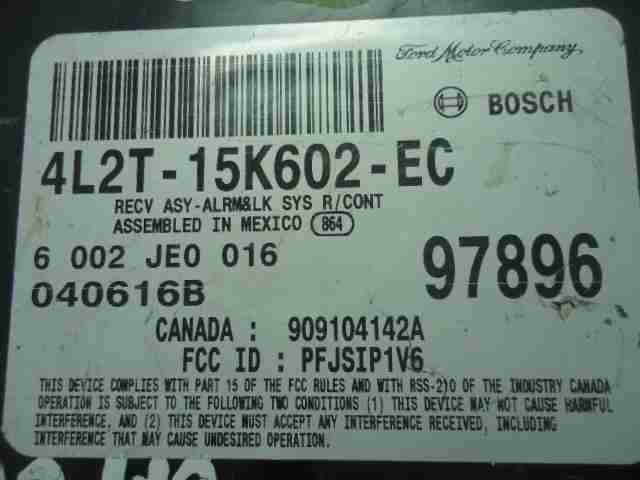 Ford Motor Company
BOSCH
4L2T-15K602-EC
RECV ASY-ALRM&LK SYS R/CONT
ASSEMBLED IN MEXICO 864
6 002 JE0 016
97896
040616B
CANADA : 909104142A
FCC ID : PFJSIP1V6
THIS DEVICE COMPLIES WITH PART 15 OF THE FCC RULES AND WITH RSS-210 OF THE INDUSTRY CANADA
OPERATION IS SUBJECT TO THE FOLLOWING TWO CONDITIONS (1) THIS DEVICE MAY NOT CAUSE HARMFUL
INTERFERENCE, AND (2) THIS DEVICE MUST ACCEPT ANY INTERFERENCE RECEIVED, INCLUDING
INTERFERENCE THAT MAY CAUSE UNDESIRED OPERATION.